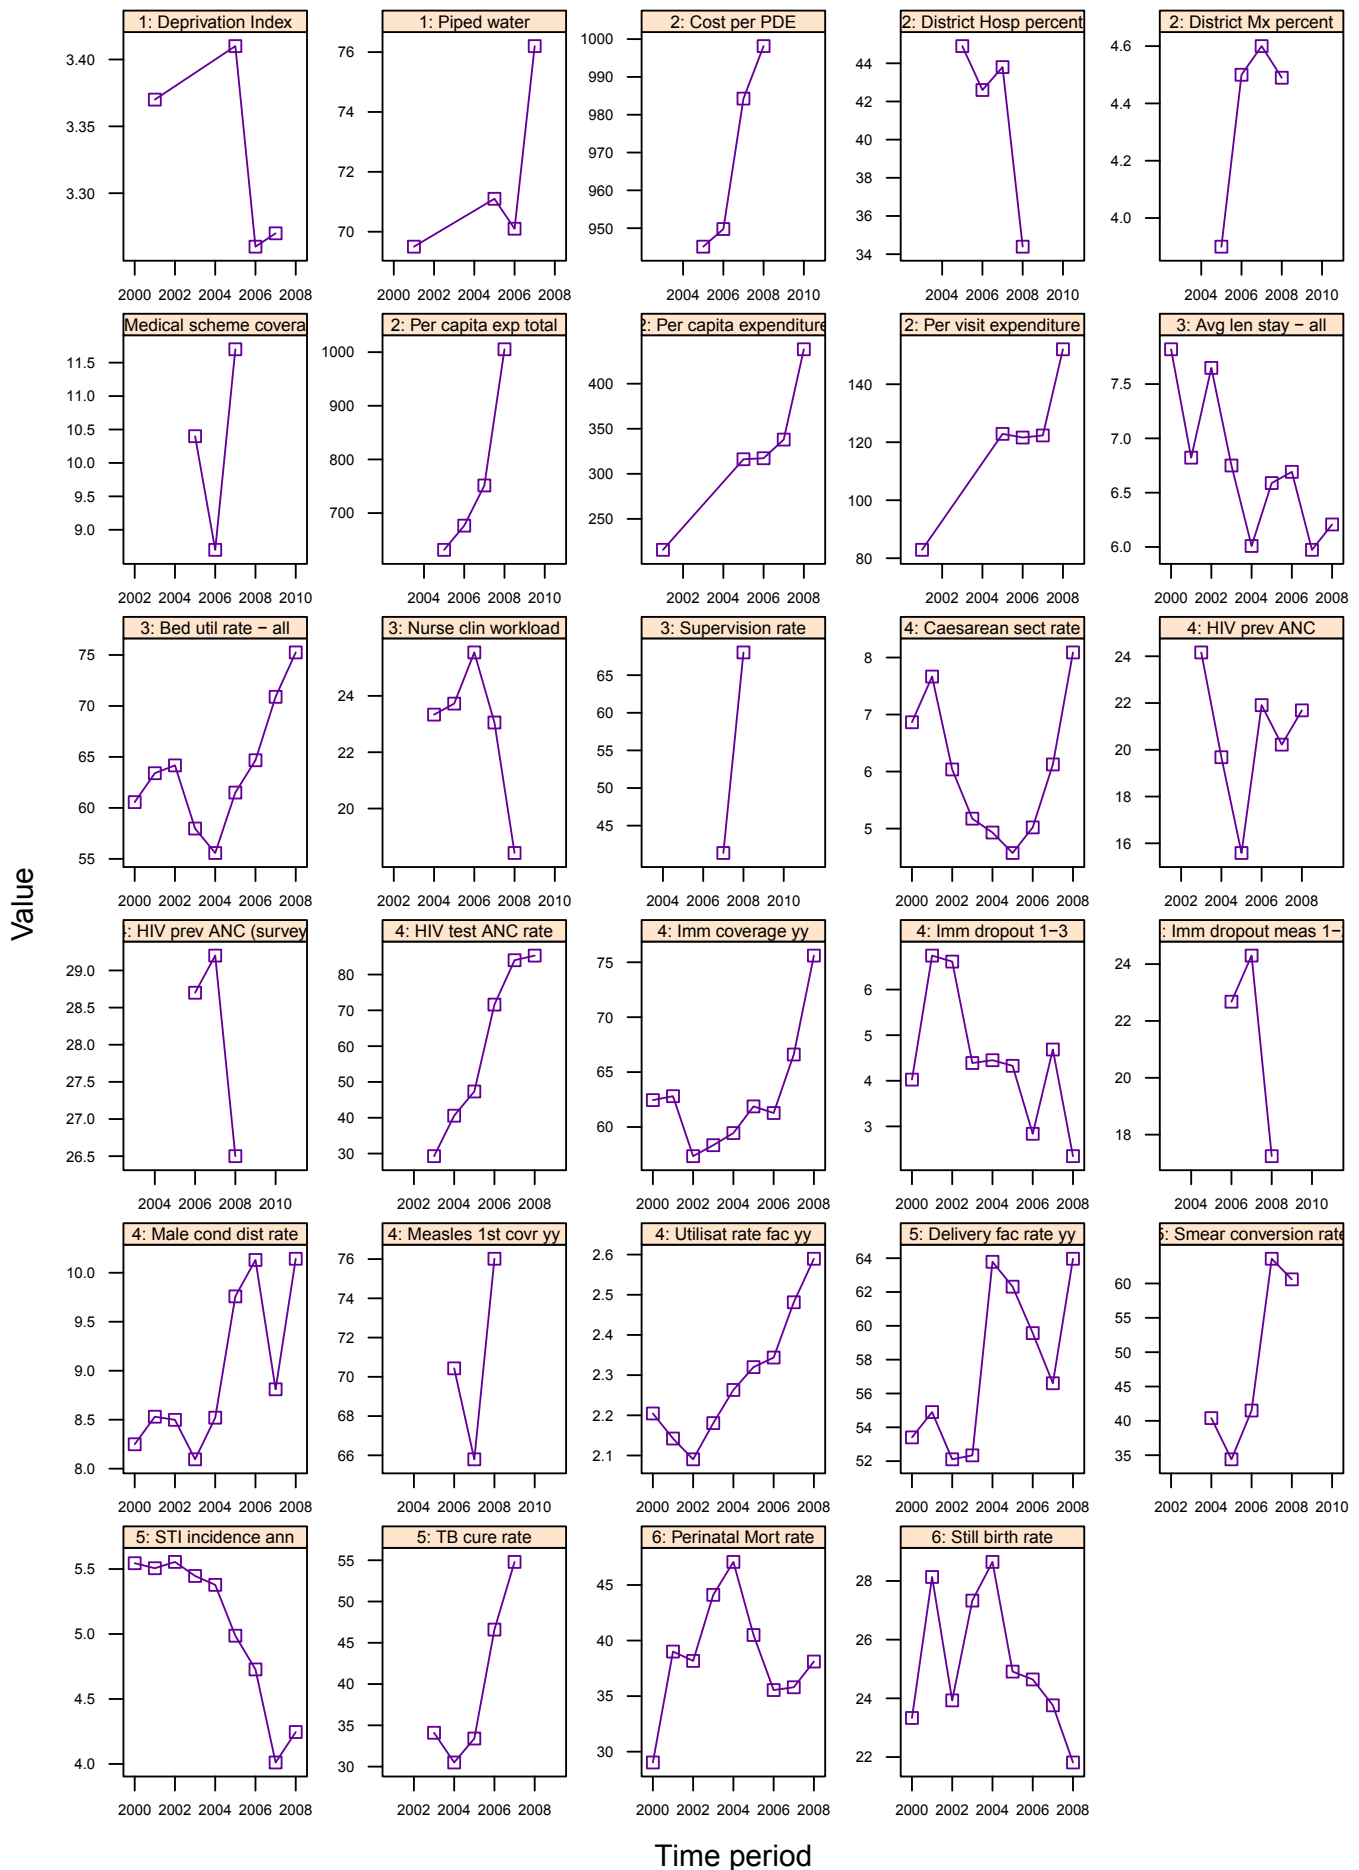 1: Deprivation Index 1: Piped water 2: Cost per PDE 2: District Hosp percent 2: District Mx percent
3.40 3.35 3.30
76 74 72 70
1000 990 980 970 960 950
44 42 40 38 36 34
4.6 4.4 4.2 4.0
2000 2002 2004 2006 2008 2000 2002 2004 2006 2008 2004 2006 2008 2010 2004 2006 2008 2010 2004 2006 2008 2010
Medical scheme covera 2: Per capita exp total 2: Per capita expenditure 2: Per visit expenditure 3: Avg len stay − all
11.5 11.0 10.5 10.0 9.5 9.0
1000 900 800 700
400 350 300 250
140 120 100 80
7.5 7.0 6.5 6.0
2002 2004 2006 2008 2010 2004 2006 2008 2010 2002 2004 2006 2008 2002 2004 2006 2008 2000 2002 2004 2006 2008
3: Bed util rate − all 3: Nurse clin workload 3: Supervision rate 4: Caesarean sect rate 4: HIV prev ANC
75 70 65 60 55
24 22 20
65 60 55 50 45
8 7 6 5
24 22 20 18 16
2000 2002 2004 2006 2008 2002 2004 2006 2008 2010 2004 2006 2008 2010 2000 2002 2004 2006 2008 2002 2004 2006 2008
: HIV prev ANC (survey 4: HIV test ANC rate 4: Imm coverage yy 4: Imm dropout 1−3 : Imm dropout meas 1−
29.0 28.5 28.0 27.5 27.0 26.5
80 70 60 50 40 30
75 70 65 60
6 5 4 3
24 22 20 18
2004 2006 2008 2010 2002 2004 2006 2008 2000 2002 2004 2006 2008 2000 2002 2004 2006 2008 2004 2006 2008 2010
4: Male cond dist rate 4: Measles 1st covr yy 4: Utilisat rate fac yy 5: Delivery fac rate yy 5: Smear conversion rate
10.0 9.5 9.0 8.5 8.0
76 74 72 70 68 66
2.6 2.5 2.4 2.3 2.2 2.1
64 62 60 58 56 54 52
60 55 50 45 40 35
2000 2002 2004 2006 2008 2004 2006 2008 2010 2000 2002 2004 2006 2008 2000 2002 2004 2006 2008 2002 2004 2006 2008 2010
5: STI incidence ann 5: TB cure rate 6: Perinatal Mort rate 6: Still birth rate
5.5 5.0 4.5 4.0
55 50 45 40 35 30
45 40 35 30
28 26 24 22
2000 2002 2004 2006 2008 2002 2004 2006 2008 2000 2002 2004 2006 2008 2000 2002 2004 2006 2008
Value
Time period